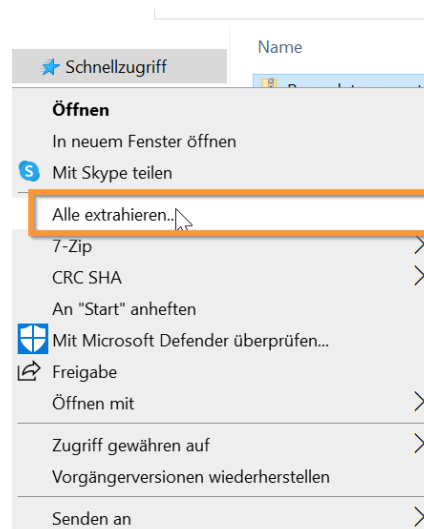 Name
Schnellzugriff
Öffnen
In neuem Fenster öffnen
Mit Skype teilen
Alle extrahieren...
7-Zip
CRC SHA
An "Start" anheften
Mit Microsoft Defender überprüfen...
Freigabe
Öffnen mit
Zugriff gewähren auf
Vorgängerversionen wiederherstellen
Senden an